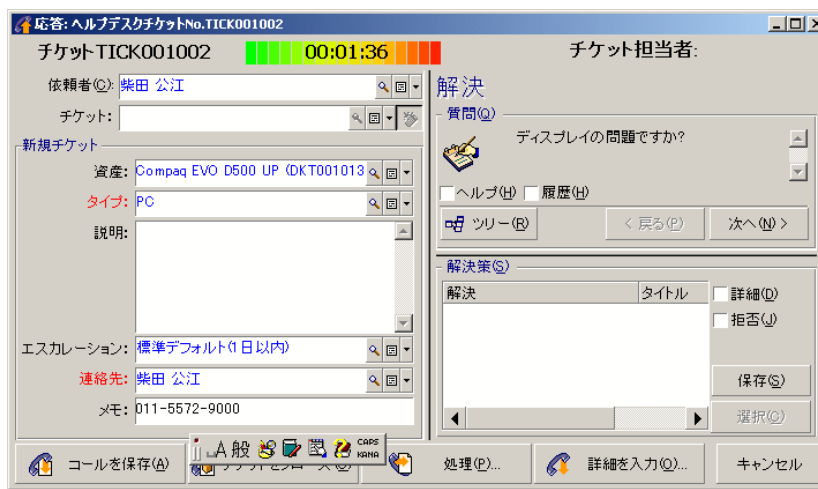 応答: ヘルプデスクチケットNo.TICK001002
チケットTICK001002
00:01:36
チケット担当者:
依頼者(C): 柴田 公江
チケット:
新規チケット
資産: Compaq EVO D500 UP (DKT001013
タイプ: PC
説明:
エスカレーション: 標準デフォルト(1日以内)
連絡先: 柴田 公江
メモ: 011-5572-9000
解決
質問(Q)
ディスプレイの問題ですか?
ヘルプ(H) 履歴(H)
ツリー(R) < 戻る(P) 次へ(N) >
解決策(S)
解決 タイトル
詳細(D)
拒否(J)
保存(S)
選択(C)
A 般 CAPS KANA
コールを保存(A) 処理(P)... 詳細を入力(O)... キャンセル